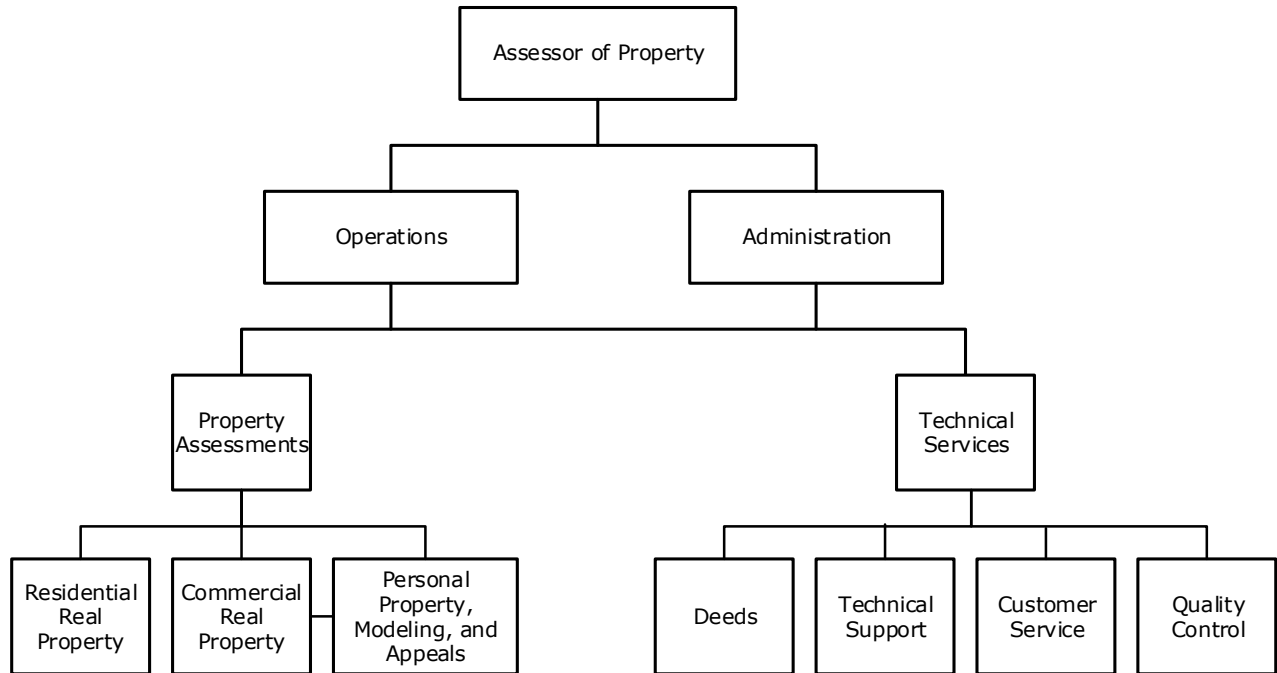 Assessor of Property
Operations
Administration
Property
Assessments
Technical
Services
Residential
Real
Property
Commercial
Real
Property
Personal
Property,
Modeling, and
Appeals
Deeds
Technical
Support
Customer
Service
Quality
Control